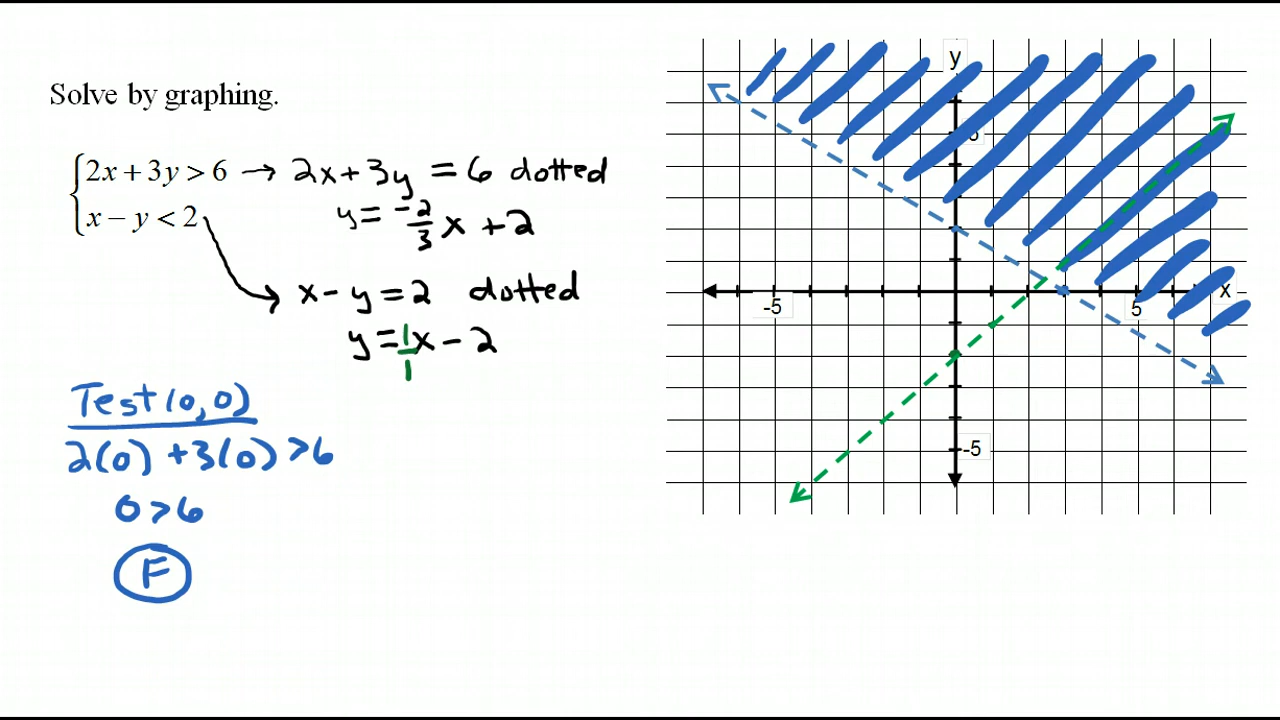 Solve by graphing.
2x + 3y > 6 → 2x + 3y = 6 dotted
y = -2/3 x + 2
x − y < 2
x - y = 2 dotted
y = 1/1 x - 2
Test (0,0)
2(0) + 3(0) > 6
0 > 6
F
y
5
-5
5
x
-5